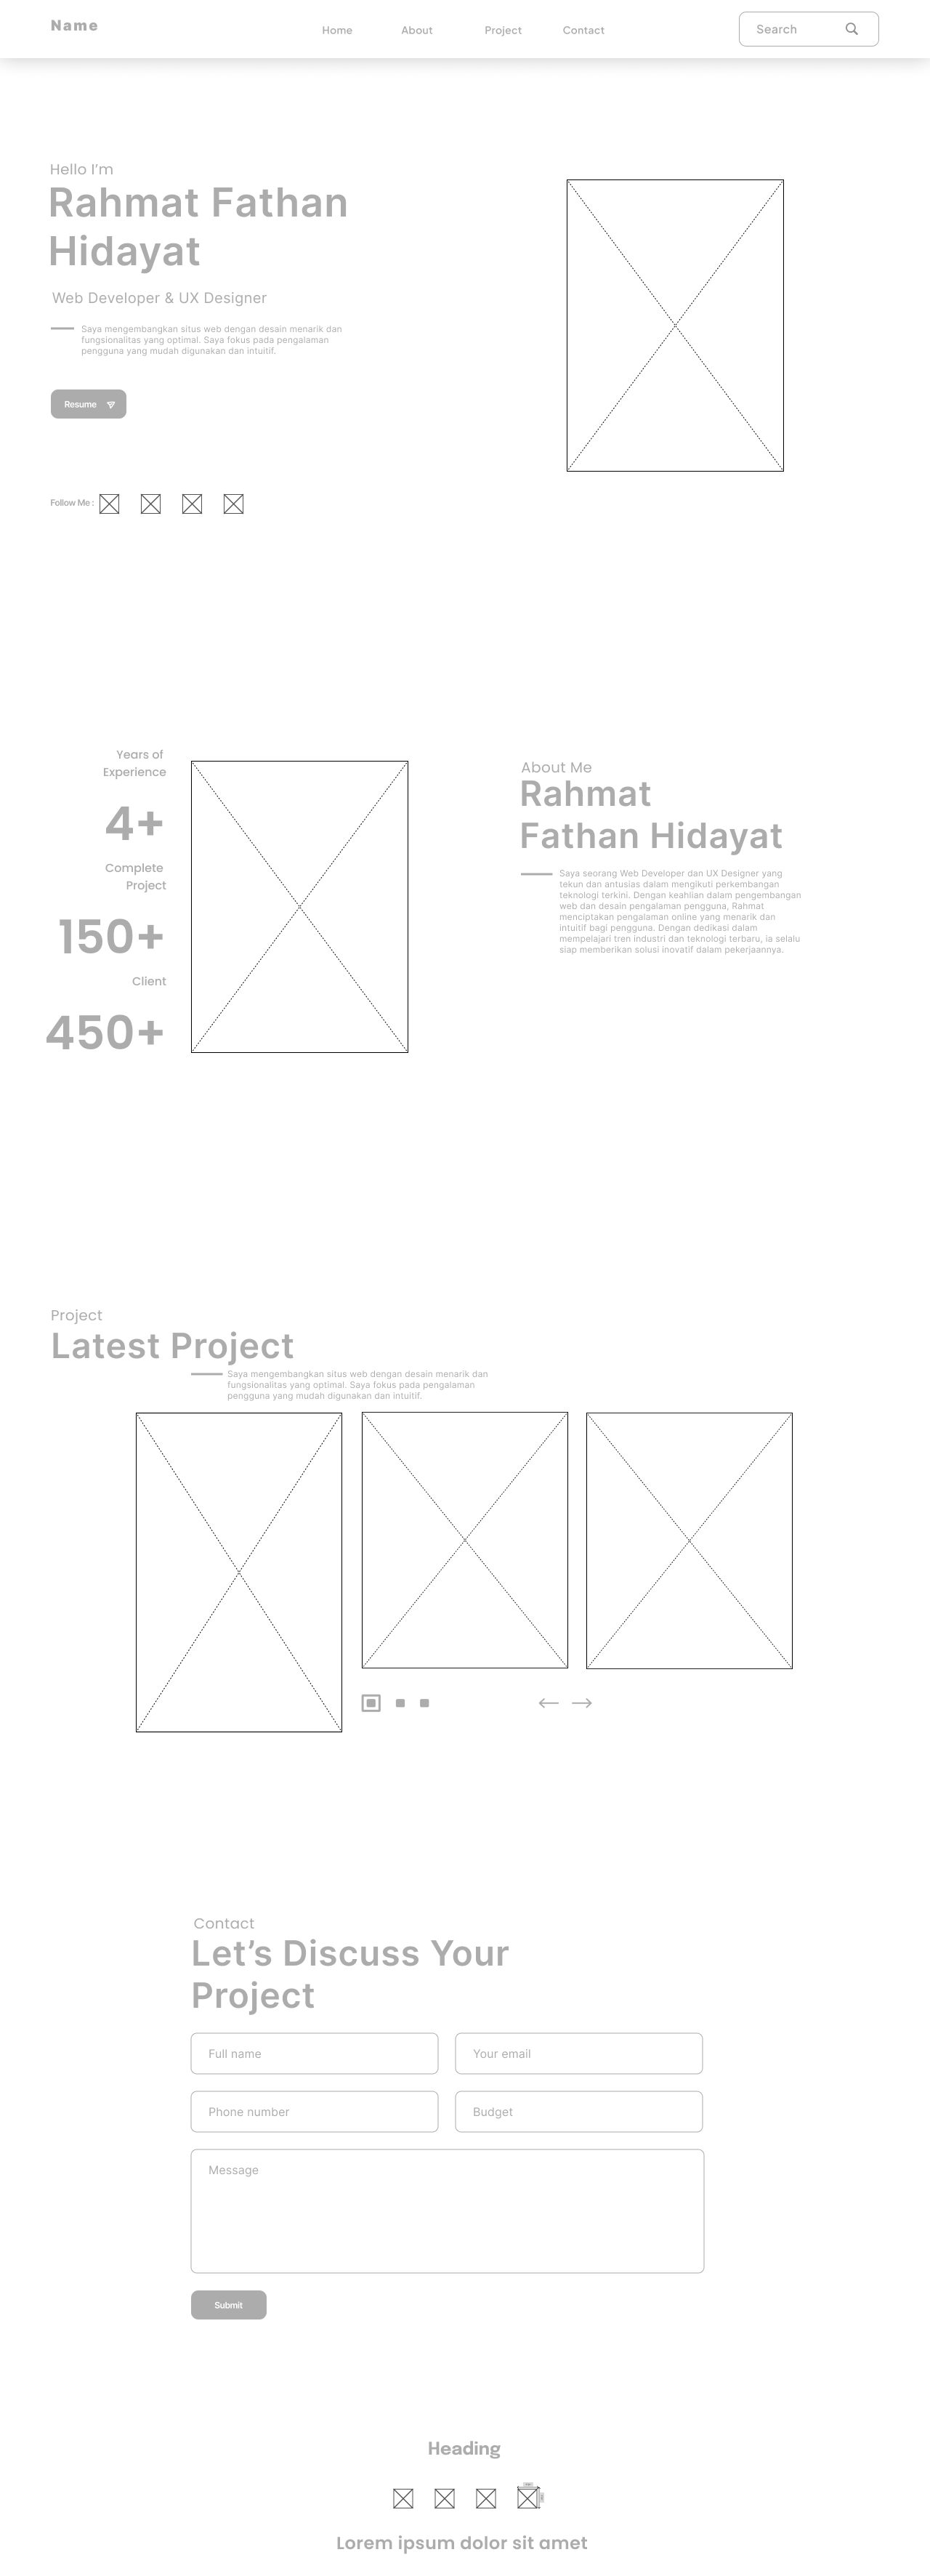 Name
Home
About
Project
Contact
Search
Hello I'm
Rahmat Fathan
Hidayat
Web Developer & UX Designer
Saya mengembangkan situs web dengan desain menarik dan
fungsionalitas yang optimal. Saya fokus pada pengalaman
pengguna yang mudah digunakan dan intuitif.
Resume
Follow Me :
Years of
Experience
4+
Complete
Project
150+
Client
450+
About Me
Rahmat
Fathan Hidayat
Saya seorang Web Developer dan UX Designer yang
tekun dan antusias dalam mengikuti perkembangan
teknologi terkini. Dengan keahlian dalam pengembangan
web dan desain pengalaman pengguna, Rahmat
menciptakan pengalaman online yang menarik dan
intuitif bagi pengguna. Dengan dedikasi dalam
mempelajari tren industri dan teknologi terbaru, ia selalu
siap memberikan solusi inovatif dalam pekerjaannya.
Project
Latest Project
Saya mengembangkan situs web dengan desain menarik dan
fungsionalitas yang optimal. Saya fokus pada pengalaman
pengguna yang mudah digunakan dan intuitif.
Contact
Let's Discuss Your
Project
Full name
Your email
Phone number
Budget
Message
Submit
Heading
Lorem ipsum dolor sit amet